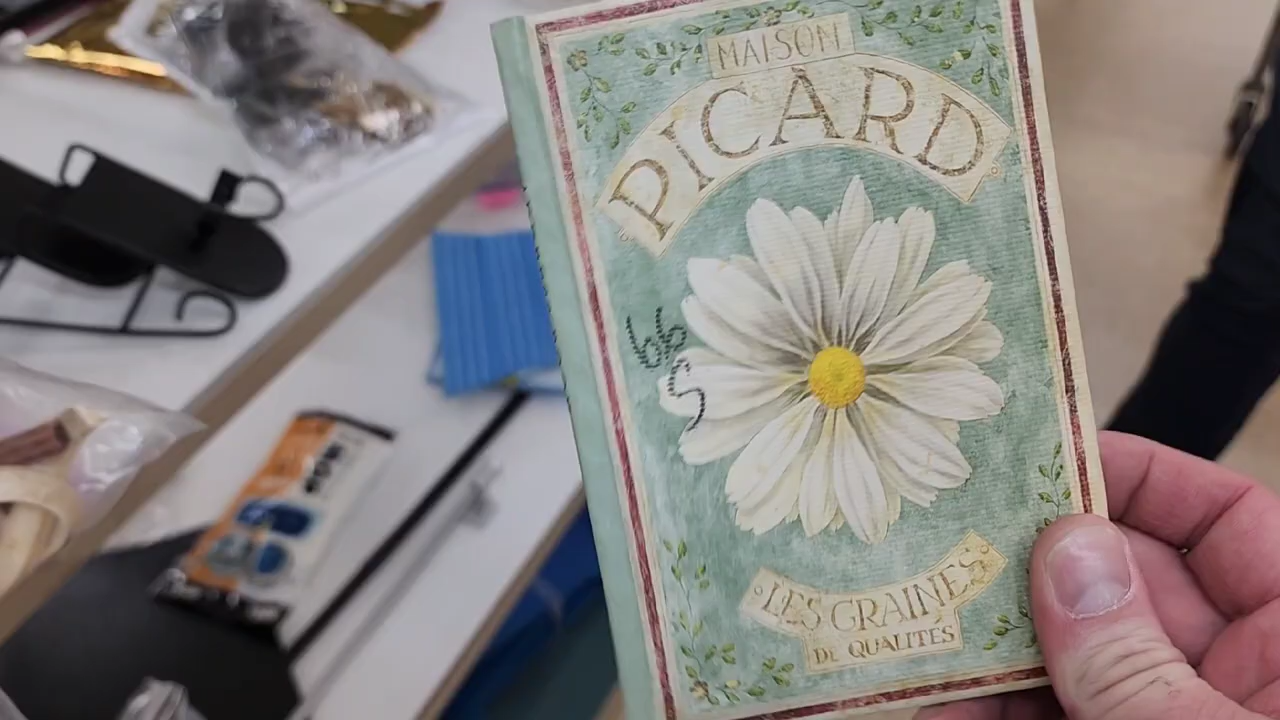 MAISON
PICARD
66
S
LES GRAINES
DE QUALITÉS